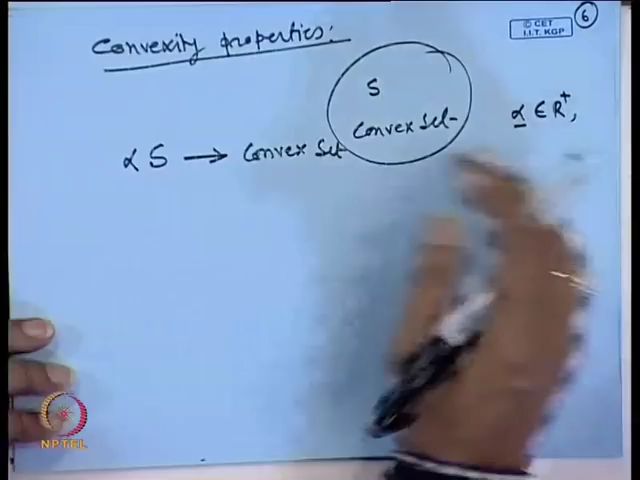 Convexity properties:
© CET
I.I.T. KGP
6
S
Convex Set
α ∈ R⁺,
α S → Convex Set
NPTEL